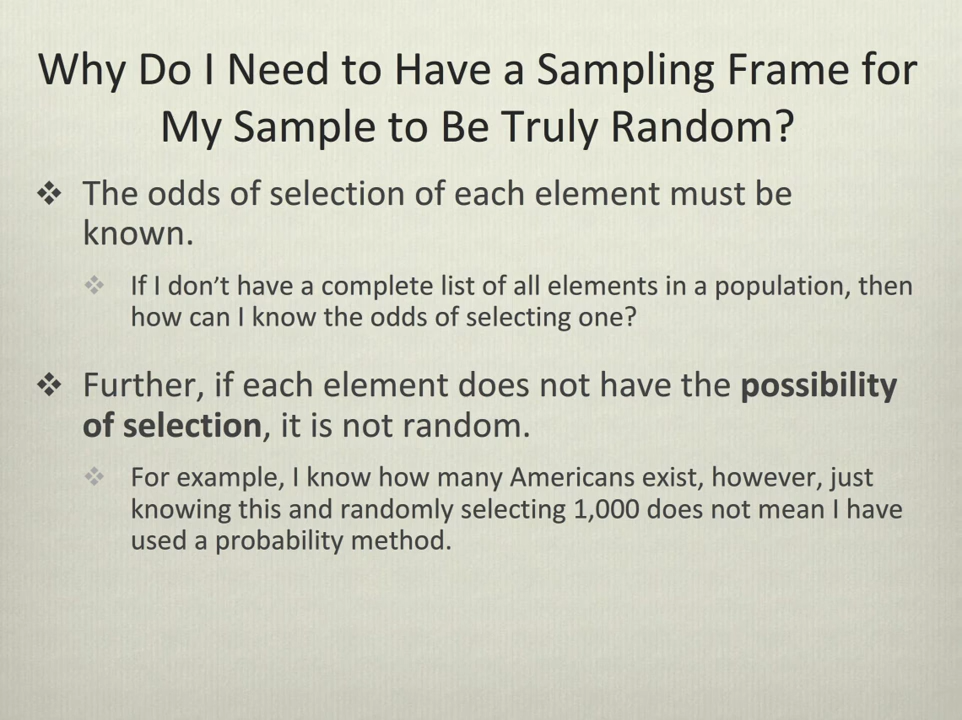 Why Do I Need to Have a Sampling Frame for
My Sample to Be Truly Random?
❖ The odds of selection of each element must be
known.
❖ If I don’t have a complete list of all elements in a population, then
how can I know the odds of selecting one?
❖ Further, if each element does not have the possibility
of selection, it is not random.
❖ For example, I know how many Americans exist, however, just
knowing this and randomly selecting 1,000 does not mean I have
used a probability method.